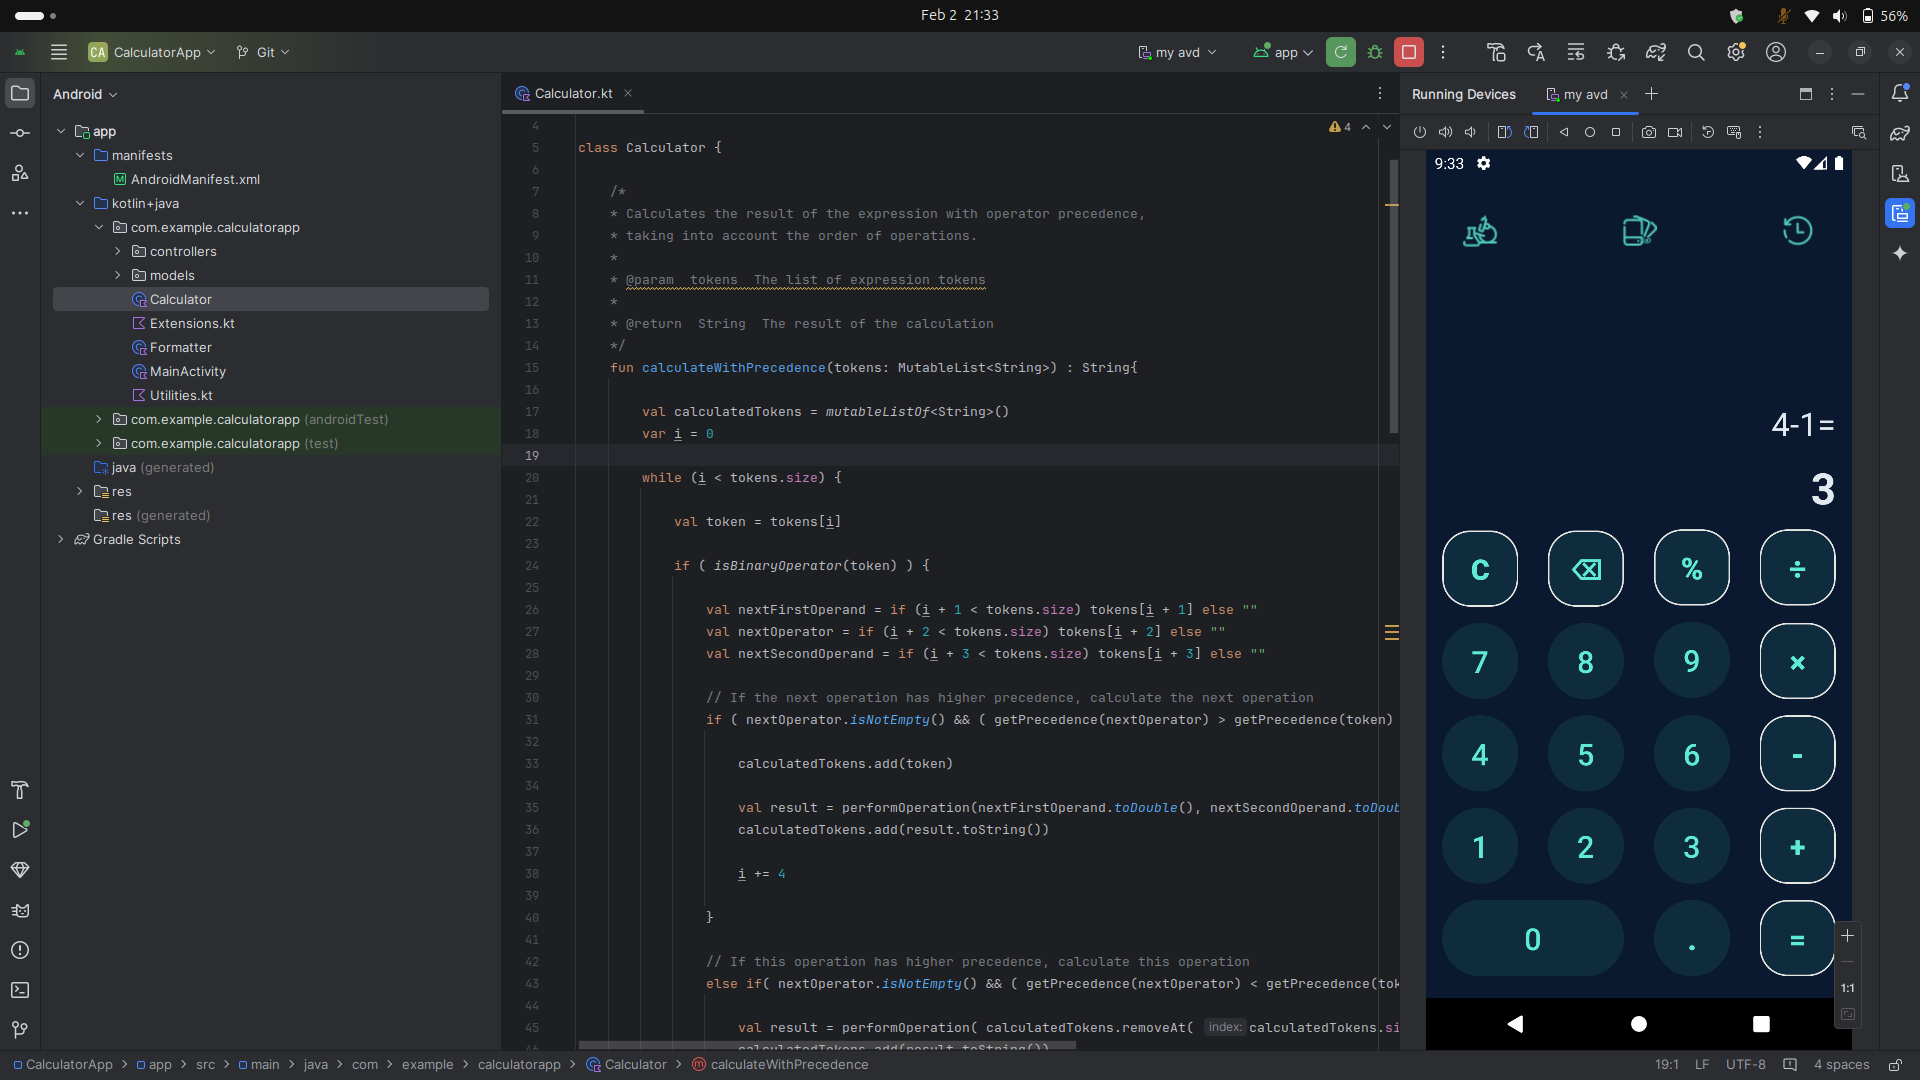 Feb 2 21:33
56%
CA CalculatorApp
Git
my avd
app
Android
app
manifests
AndroidManifest.xml
kotlin+java
com.example.calculatorapp
controllers
models
Calculator
Extensions.kt
Formatter
MainActivity
Utilities.kt
com.example.calculatorapp (androidTest)
com.example.calculatorapp (test)
java (generated)
res
res (generated)
Gradle Scripts
Calculator.kt
4
4
5 class Calculator {
6
7 /*
8 * Calculates the result of the expression with operator precedence,
9 * taking into account the order of operations.
10 *
11 * @param tokens The list of expression tokens
12 *
13 * @return String The result of the calculation
14 */
15 fun calculateWithPrecedence(tokens: MutableList<String>) : String{
16
17 val calculatedTokens = mutableListOf<String>()
18 var i = 0
19
20 while (i < tokens.size) {
21
22 val token = tokens[i]
23
24 if ( isBinaryOperator(token) ) {
25
26 val nextFirstOperand = if (i + 1 < tokens.size) tokens[i + 1] else ""
27 val nextOperator = if (i + 2 < tokens.size) tokens[i + 2] else ""
28 val nextSecondOperand = if (i + 3 < tokens.size) tokens[i + 3] else ""
29
30 // If the next operation has higher precedence, calculate the next operation
31 if ( nextOperator.isNotEmpty() && ( getPrecedence(nextOperator) > getPrecedence(token)
32
33 calculatedTokens.add(token)
34
35 val result = performOperation(nextFirstOperand.toDouble(), nextSecondOperand.toDoub
36 calculatedTokens.add(result.toString())
37
38 i += 4
39
40 }
41
42 // If this operation has higher precedence, calculate this operation
43 else if( nextOperator.isNotEmpty() && ( getPrecedence(nextOperator) < getPrecedence(tok
44
45 val result = performOperation( calculatedTokens.removeAt( index: calculatedTokens.si
46 calculatedTokens.add(result.toString())
Running Devices
my avd
9:33
4-1=
3
C % ÷
7 8 9 ×
4 5 6 -
1 2 3 +
0 . =
1:1
CalculatorApp > app > src > main > java > com > example > calculatorapp > Calculator > calculateWithPrecedence
19:1 LF UTF-8 4 spaces